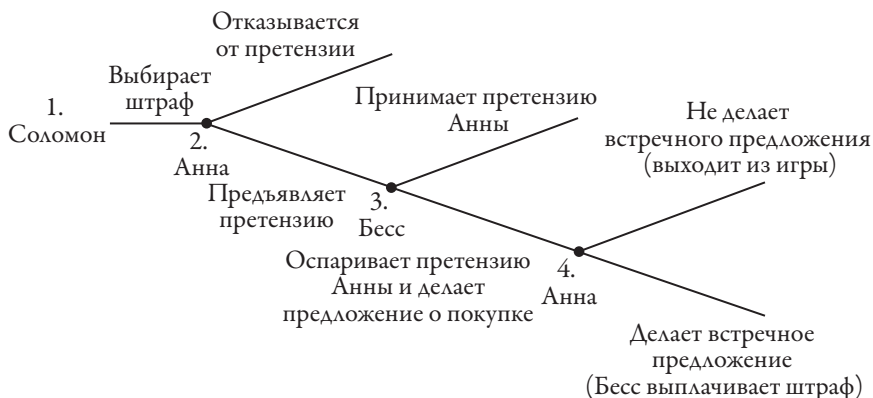 Отказывается
от претензии
Выбирает
штраф
1.
Соломон
2.
Анна
Принимает претензию
Анны
Предъявляет
претензию
3.
Бесс
Не делает
встречного предложения
(выходит из игры)
Оспаривает претензию
Анны и делает
предложение о покупке
4.
Анна
Делает встречное
предложение
(Бесс выплачивает штраф)